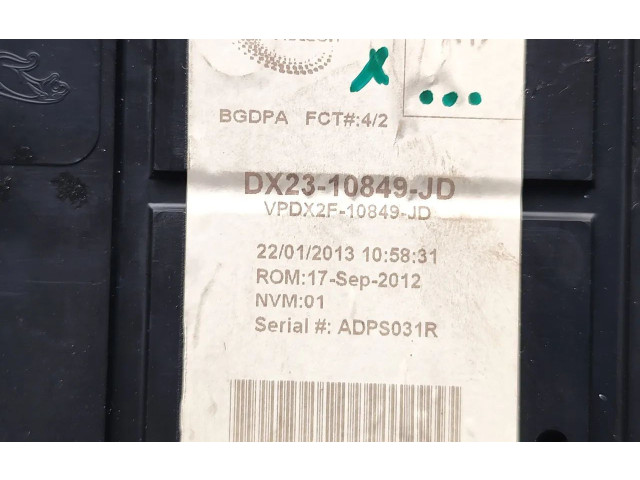 BGDPA FCT#:4/2
DX23-10849-JD
VPDX2F-10849-JD
22/01/2013 10:58:31
ROM:17-Sep-2012
NVM:01
Serial #: ADPS031R